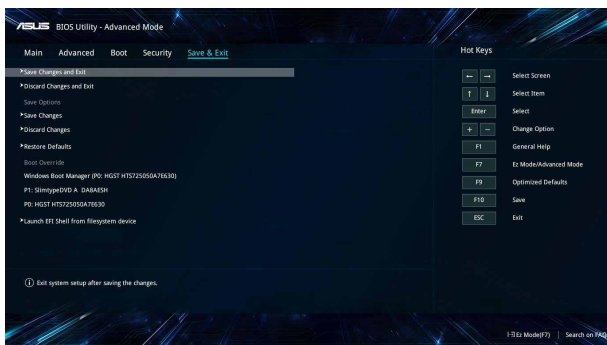 ASUS BIOS Utility - Advanced Mode
Main Advanced Boot Security Save & Exit
Hot Keys
Save Changes and Exit
Discard Changes and Exit
Save Options
Save Changes
Discard Changes
Restore Defaults
Boot Override
Windows Boot Manager (P0: HGST HTS725050A7E630)
P1: SlimtypeDVD A DA8AESH
P0: HGST HTS725050A7E630
Launch EFI Shell from filesystem device
← → Select Screen
↑ ↓ Select Item
Enter Select
+ − Change Option
F1 General Help
F7 Ez Mode/Advanced Mode
F9 Optimized Defaults
F10 Save
ESC Exit
Exit system setup after saving the changes.
Ez Mode(F7) | Search on FAQ